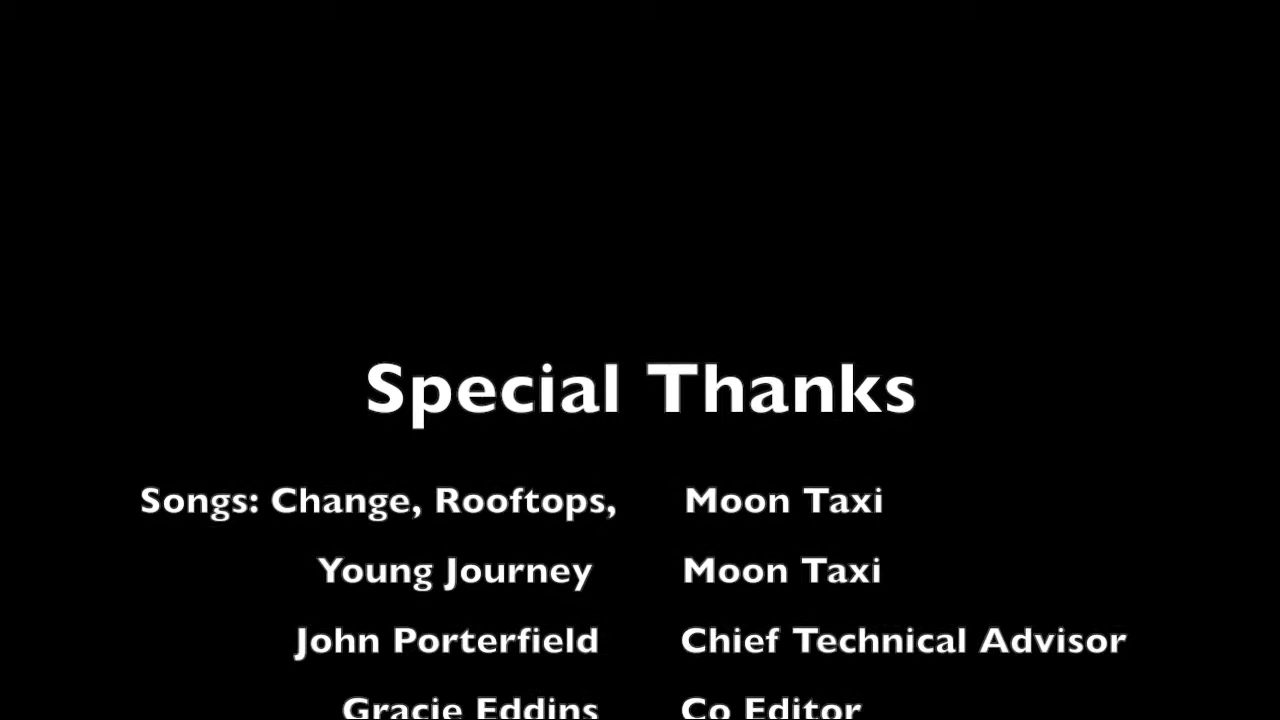 Special Thanks
Songs: Change, Rooftops, Moon Taxi
Young Journey Moon Taxi
John Porterfield Chief Technical Advisor
Gracie Eddins Co Editor